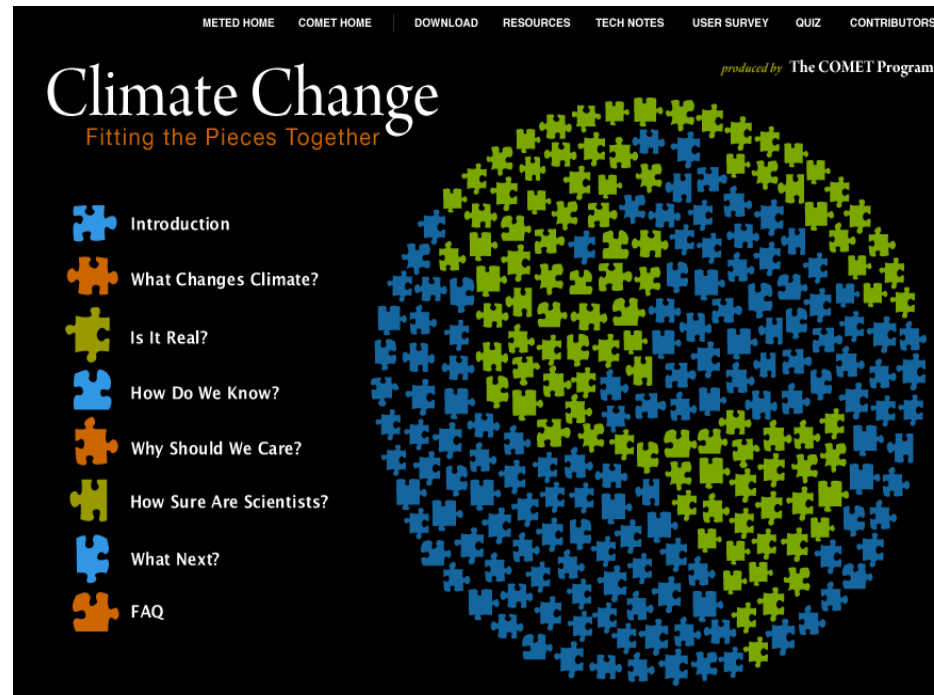 METED HOME COMET HOME DOWNLOAD RESOURCES TECH NOTES USER SURVEY QUIZ CONTRIBUTORS
produced by The COMET Program
Climate Change
Fitting the Pieces Together
Introduction
What Changes Climate?
Is It Real?
How Do We Know?
Why Should We Care?
How Sure Are Scientists?
What Next?
FAQ